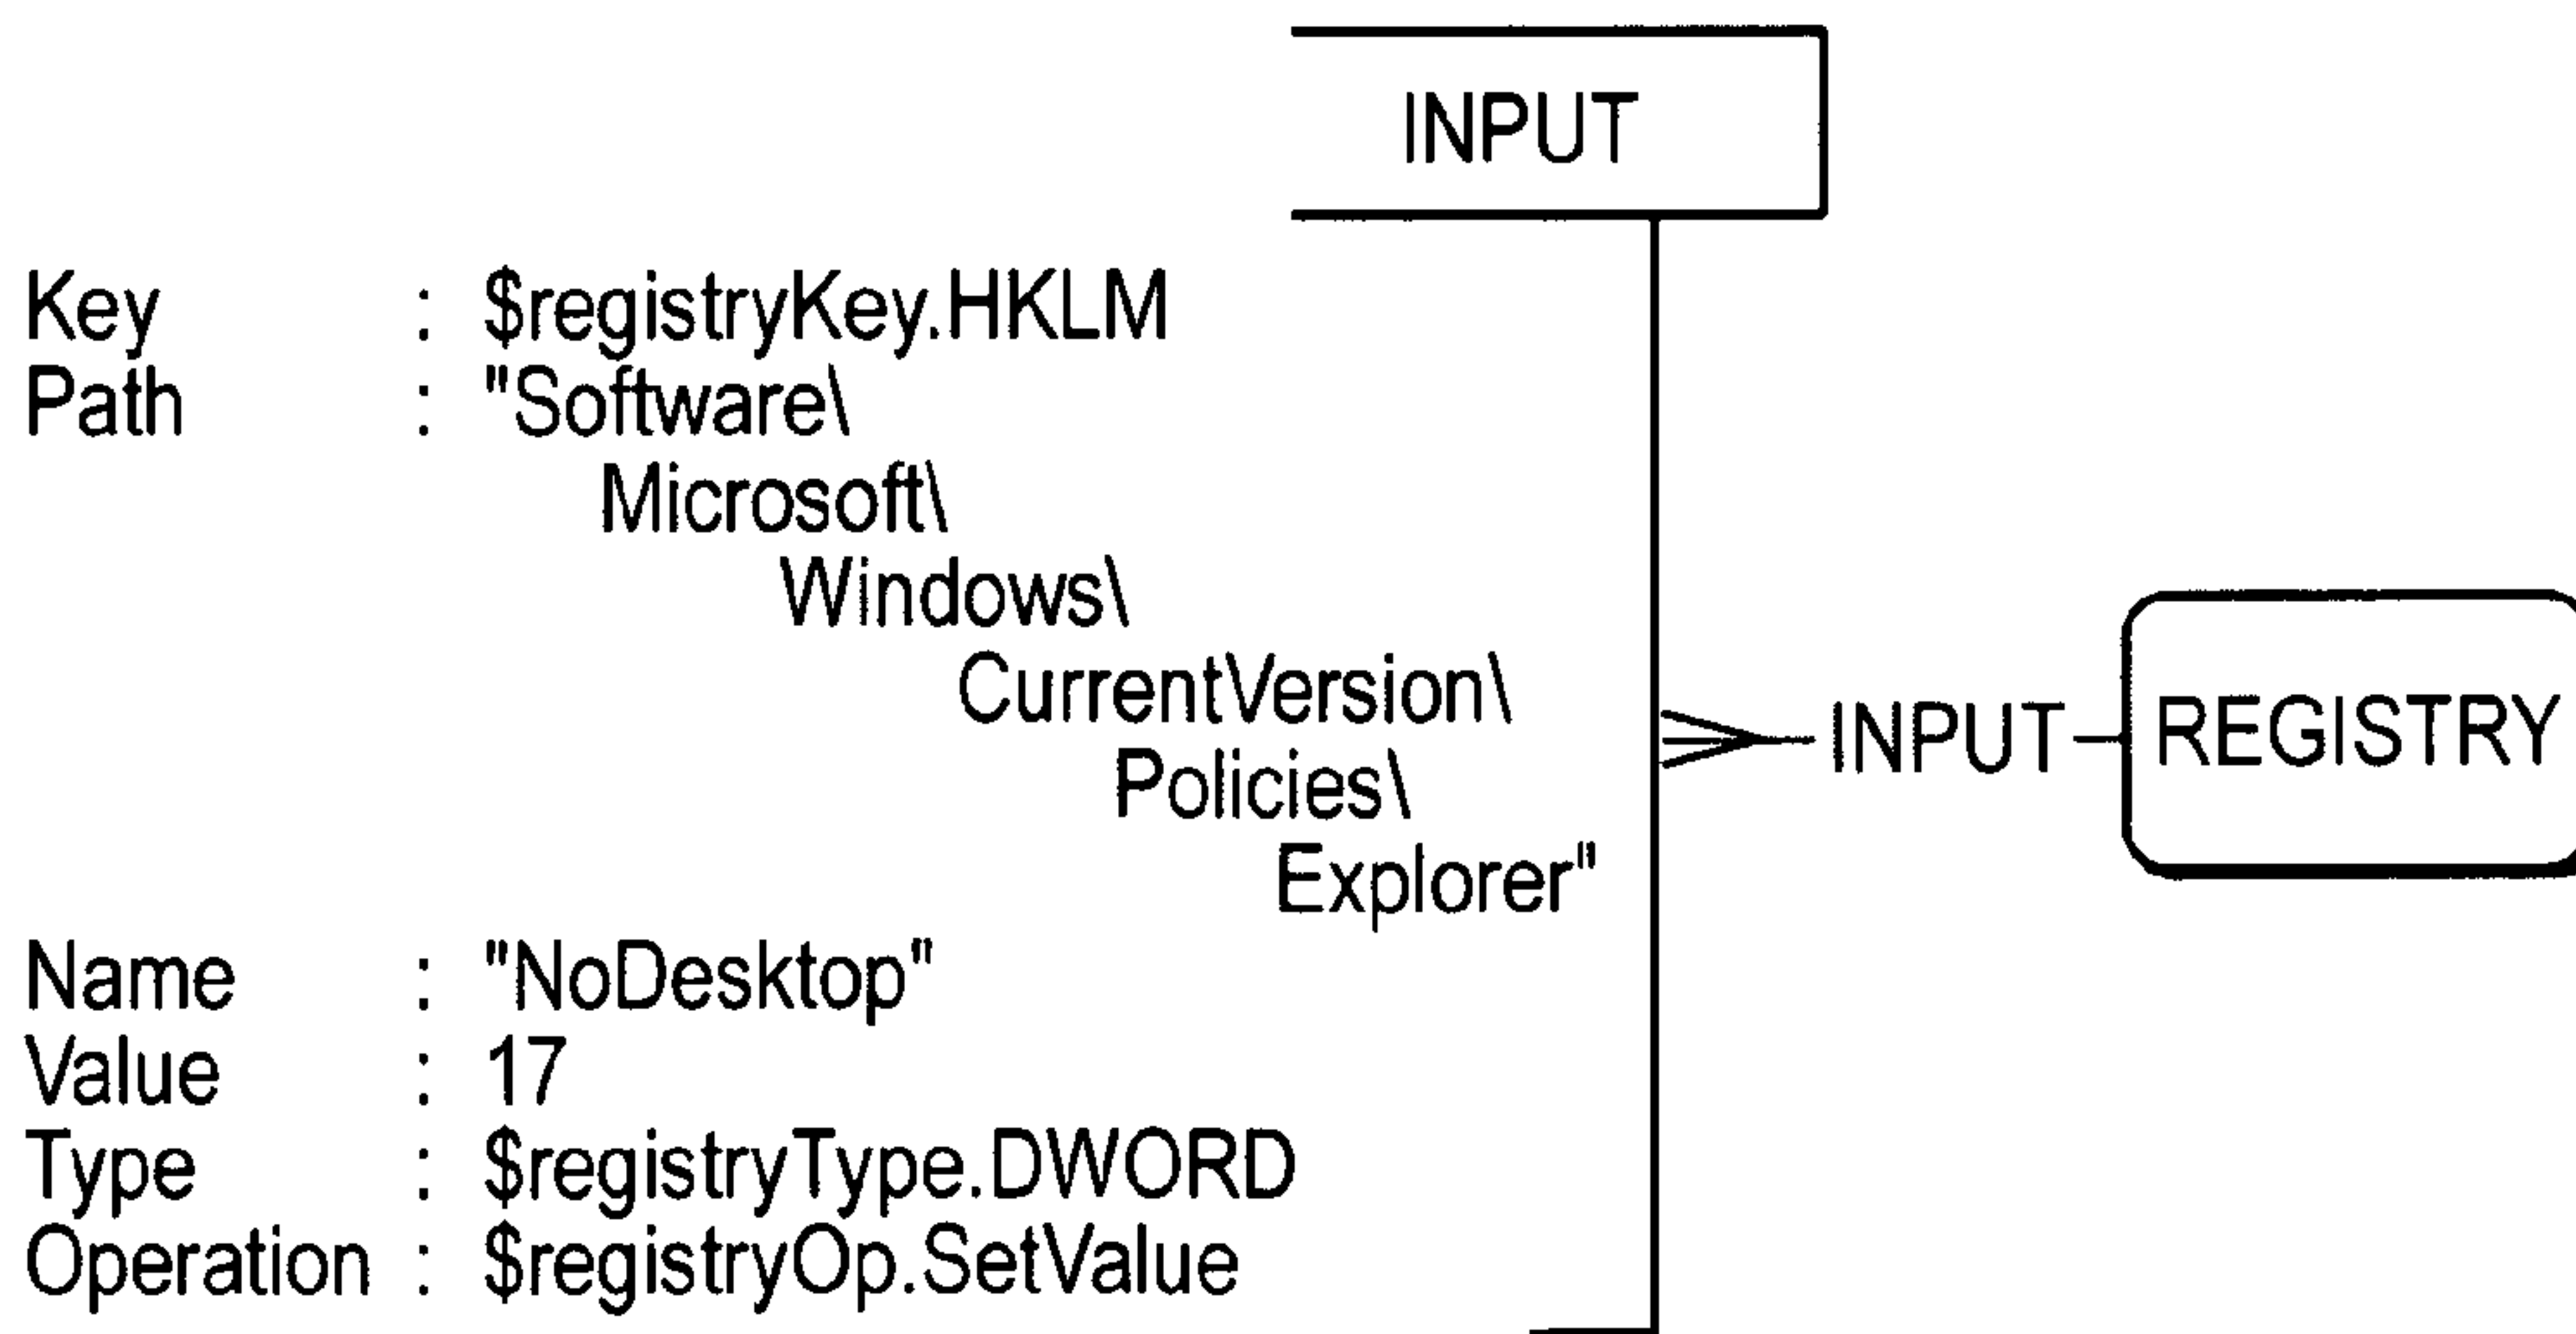 INPUT
Key : $registryKey.HKLM
Path : "Software\
Microsoft\
Windows\
CurrentVersion\
Policies\
Explorer"
INPUT
REGISTRY
Name : "NoDesktop"
Value : 17
Type : $registryType.DWORD
Operation : $registryOp.SetValue